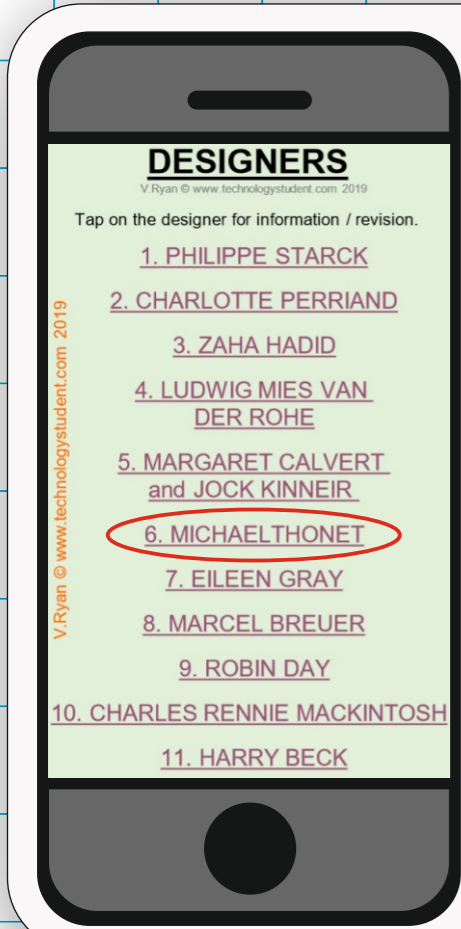 DESIGNERS
V.Ryan © www.technologystudent.com 2019
Tap on the designer for information / revision.
1. PHILIPPE STARCK
2. CHARLOTTE PERRIAND
3. ZAHA HADID
4. LUDWIG MIES VAN
DER ROHE
5. MARGARET CALVERT
and JOCK KINNEIR
6. MICHAELTHONET
7. EILEEN GRAY
8. MARCEL BREUER
9. ROBIN DAY
10. CHARLES RENNIE MACKINTOSH
11. HARRY BECK
V.Ryan © www.technologystudent.com 2019